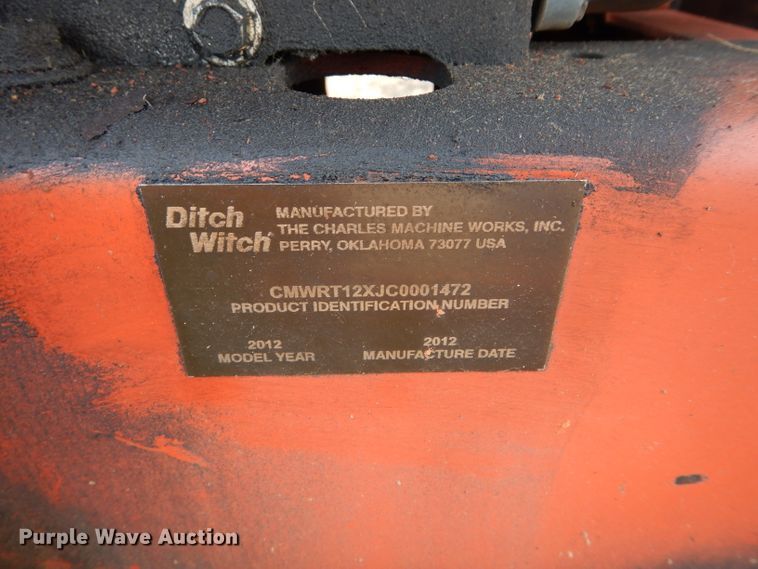 Ditch Witch®
MANUFACTURED BY
THE CHARLES MACHINE WORKS, INC.
PERRY, OKLAHOMA 73077 USA
CMWRT12XJC0001472
PRODUCT IDENTIFICATION NUMBER
2012
MODEL YEAR
2012
MANUFACTURE DATE
Purple Wave Auction